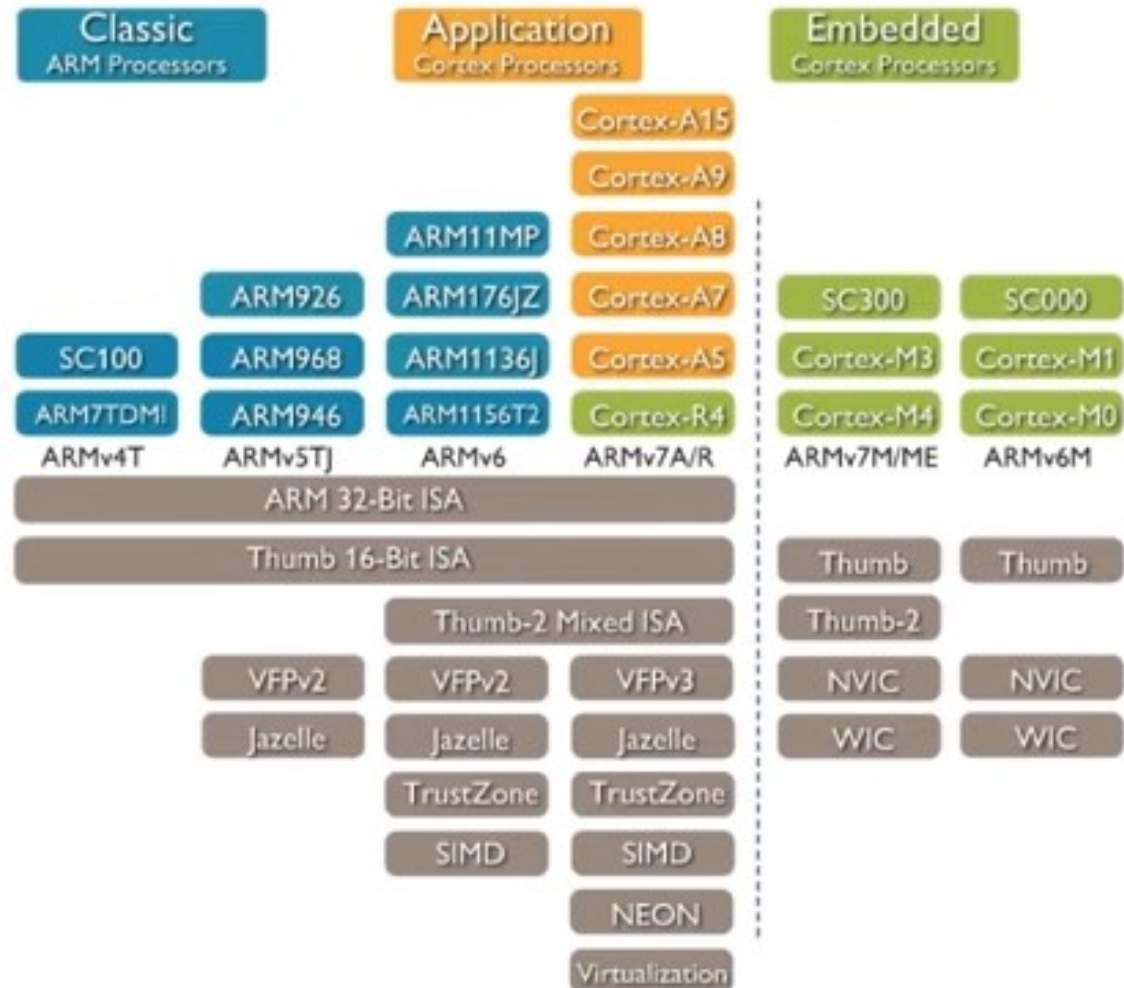 Classic
ARM Processors
Application
Cortex Processors
Embedded
Cortex Processors
Cortex-A15
Cortex-A9
ARM11MP
Cortex-A8
ARM926
ARM176JZ
Cortex-A7
SC300
SC000
SC100
ARM968
ARM1136J
Cortex-A5
Cortex-M3
Cortex-M1
ARM7TDMI
ARM946
ARM1156T2
Cortex-R4
Cortex-M4
Cortex-M0
ARMv4T
ARMv5TJ
ARMv6
ARMv7A/R
ARMv7M/ME
ARMv6M
ARM 32-Bit ISA
Thumb 16-Bit ISA
Thumb
Thumb
Thumb-2 Mixed ISA
Thumb-2
VFPv2
VFPv2
VFPv3
NVIC
NVIC
Jazelle
Jazelle
Jazelle
WIC
WIC
TrustZone
TrustZone
SIMD
SIMD
NEON
Virtualization